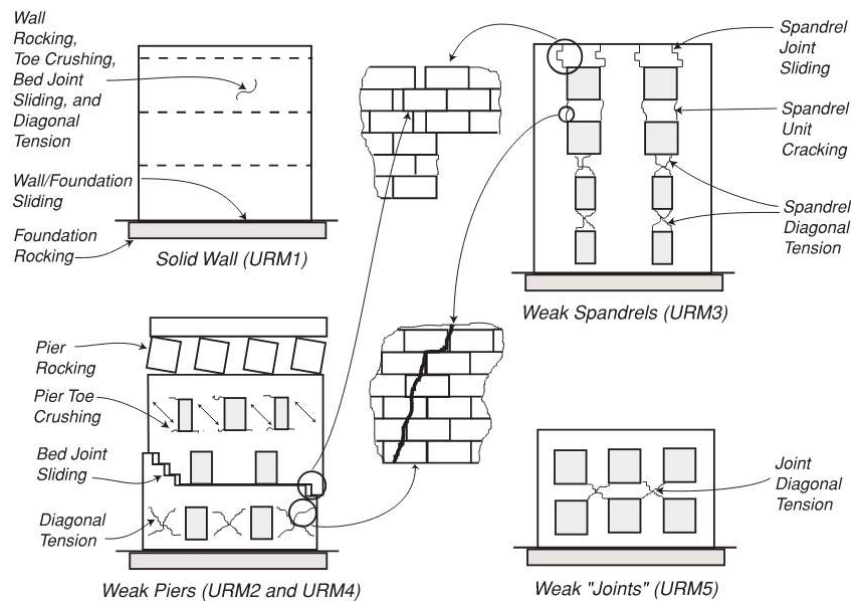 Wall
Rocking,
Toe Crushing,
Bed Joint
Sliding, and
Diagonal
Tension
Wall/Foundation
Sliding
Foundation
Rocking
Solid Wall (URM1)
Spandrel
Joint
Sliding
Spandrel
Unit
Cracking
Spandrel
Diagonal
Tension
Weak Spandrels (URM3)
Pier
Rocking
Pier Toe
Crushing
Bed Joint
Sliding
Diagonal
Tension
Weak Piers (URM2 and URM4)
Joint
Diagonal
Tension
Weak "Joints" (URM5)